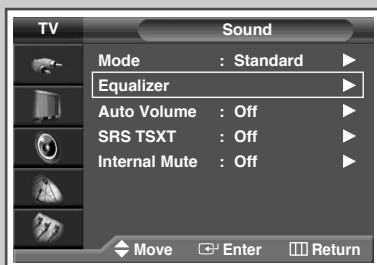 TV Sound
Mode : Standard
Equalizer
Auto Volume : Off
SRS TSXT : Off
Internal Mute : Off
Move Enter Return